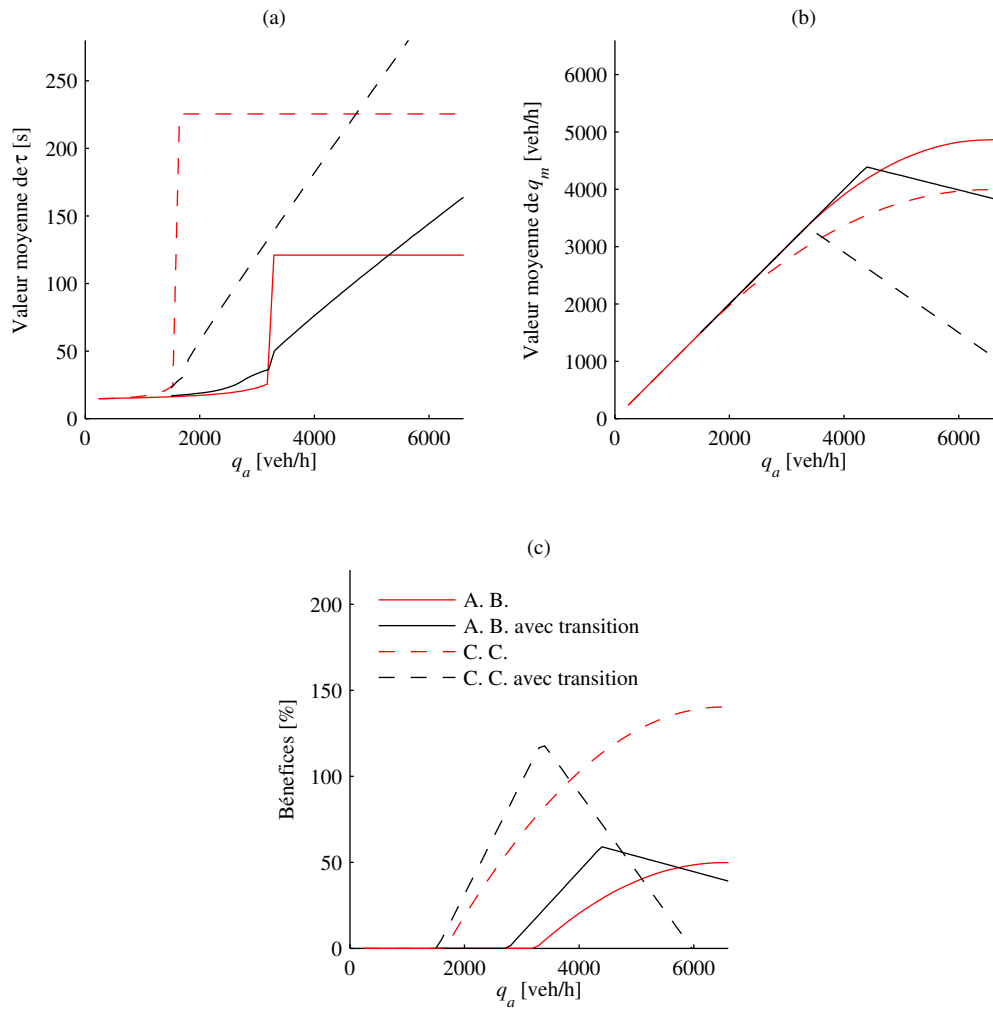 (a)
Valeur moyenne de τ [s]
250
200
150
100
50
0
0 2000 4000 6000
q_a [veh/h]
(b)
Valeur moyenne de q_m [veh/h]
6000
5000
4000
3000
2000
1000
0
0 2000 4000 6000
q_a [veh/h]
(c)
Bénefices [%]
200
150
100
50
0
A. B.
A. B. avec transition
C. C.
C. C. avec transition
0 2000 4000 6000
q_a [veh/h]